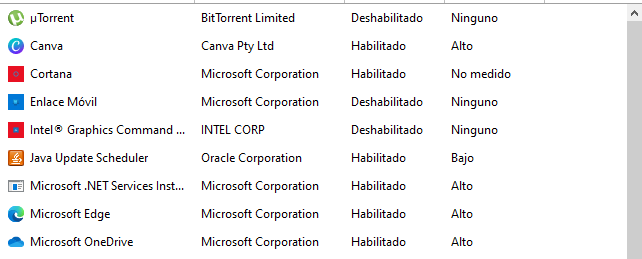 µTorrent BitTorrent Limited Deshabilitado Ninguno
Canva Canva Pty Ltd Habilitado Alto
Cortana Microsoft Corporation Habilitado No medido
Enlace Móvil Microsoft Corporation Deshabilitado Ninguno
Intel® Graphics Command ... INTEL CORP Deshabilitado Ninguno
Java Update Scheduler Oracle Corporation Habilitado Bajo
Microsoft .NET Services Inst... Microsoft Corporation Habilitado Alto
Microsoft Edge Microsoft Corporation Habilitado Alto
Microsoft OneDrive Microsoft Corporation Habilitado Alto